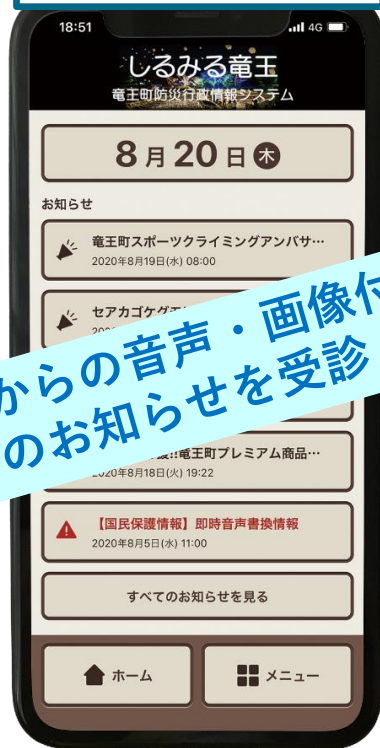 18:51
4G
しるみる竜王
竜王町防災行政情報システム
8月20日木
お知らせ
竜王町スポーツクライミングアンバサ…
2020年8月19日(水) 08:00
セアカゴケグモ
からの音声・画像付
のお知らせを受診
!!竜王町プレミアム商品…
2020年8月18日(火) 19:22
【国民保護情報】即時音声書換情報
2020年8月5日(水) 11:00
すべてのお知らせを見る
ホーム
メニュー